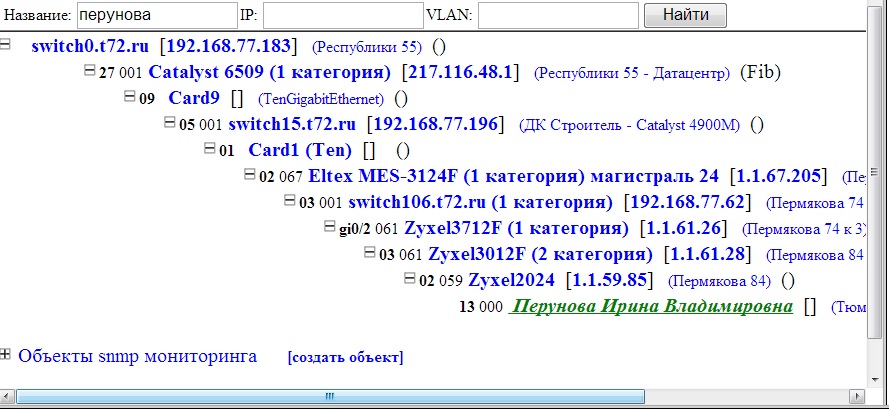 Название: перунова IP: VLAN: Найти
switch0.t72.ru [192.168.77.183] (Республики 55) ()
27 001 Catalyst 6509 (1 категория) [217.116.48.1] (Республики 55 - Датацентр) (Fib)
09 Card9 [] (TenGigabitEthernet) ()
05 001 switch15.t72.ru [192.168.77.196] (ДК Строитель - Catalyst 4900M) ()
01 Card1 (Ten) [] ()
02 067 Eltex MES-3124F (1 категория) магистраль 24 [1.1.67.205] (Пер
03 001 switch106.t72.ru (1 категория) [192.168.77.62] (Пермякова 74
gi0/2 061 Zyxel3712F (1 категория) [1.1.61.26] (Пермякова 74 к 3)
03 061 Zyxel3012F (2 категория) [1.1.61.28] (Пермякова 84
02 059 Zyxel2024 [1.1.59.85] (Пермякова 84) ()
13 000 Перунова Ирина Владимировна [] (Тюм
Объекты snmp мониторинга [создать объект]